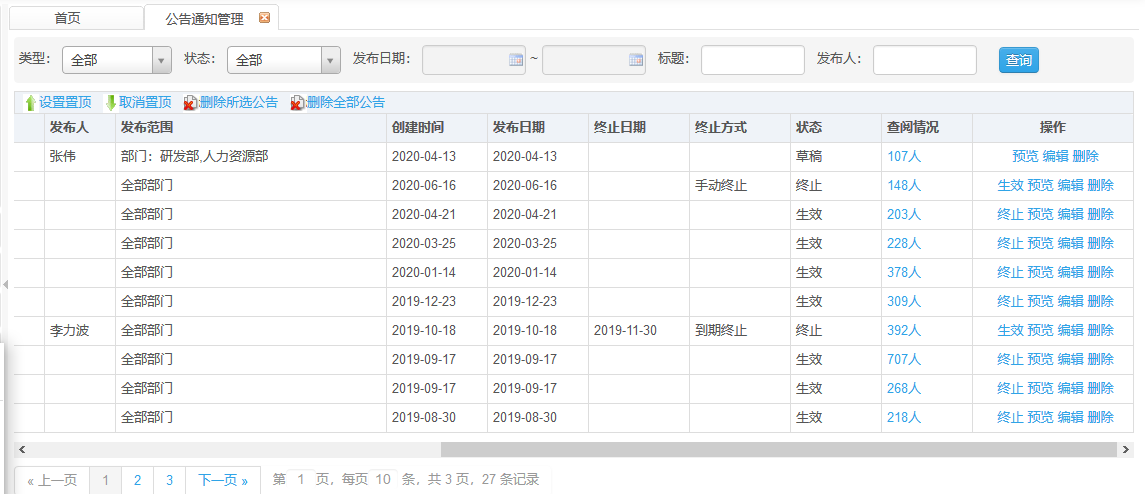 首页 公告通知管理
类型： 全部 状态： 全部 发布日期： ~ 标题： 发布人： 查询
设置置顶 取消置顶 删除所选公告 删除全部公告
发布人 发布范围 创建时间 发布日期 终止日期 终止方式 状态 查阅情况 操作
张伟 部门：研发部,人力资源部 2020-04-13 2020-04-13 草稿 107人 预览 编辑 删除
全部部门 2020-06-16 2020-06-16 手动终止 终止 148人 生效 预览 编辑 删除
全部部门 2020-04-21 2020-04-21 生效 203人 终止 预览 编辑 删除
全部部门 2020-03-25 2020-03-25 生效 228人 终止 预览 编辑 删除
全部部门 2020-01-14 2020-01-14 生效 378人 终止 预览 编辑 删除
全部部门 2019-12-23 2019-12-23 生效 309人 终止 预览 编辑 删除
李力波 全部部门 2019-10-18 2019-10-18 2019-11-30 到期终止 终止 392人 生效 预览 编辑 删除
全部部门 2019-09-17 2019-09-17 生效 707人 终止 预览 编辑 删除
全部部门 2019-09-17 2019-09-17 生效 268人 终止 预览 编辑 删除
全部部门 2019-08-30 2019-08-30 生效 218人 终止 预览 编辑 删除
« 上一页 1 2 3 下一页 » 第 1 页，每页 10 条，共 3 页，27 条记录